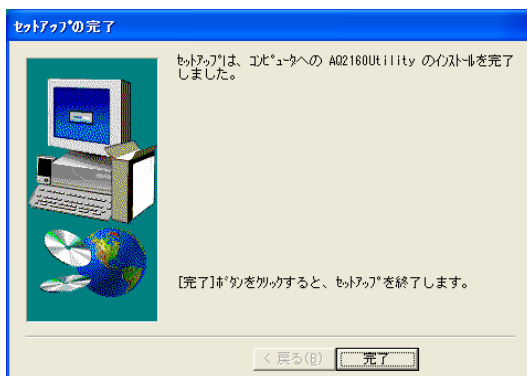 ｾｯﾄｱｯﾌﾟの完了
ｾｯﾄｱｯﾌﾟは、ｺﾝﾋﾟｭｰﾀへの AQ2160Utility のｲﾝｽﾄｰﾙを完了
しました。
[完了]ﾎﾞﾀﾝをｸﾘｯｸすると、ｾｯﾄｱｯﾌﾟを終了します。
< 戻る(B)
完了